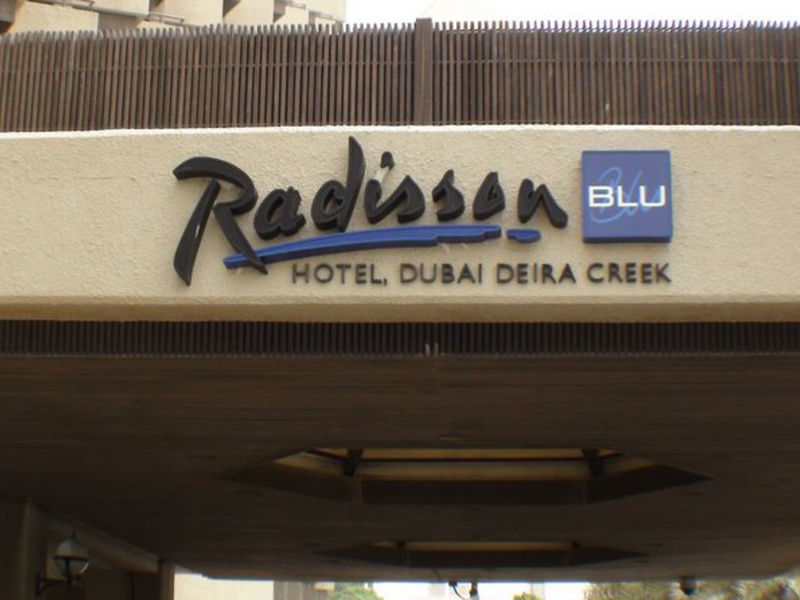 Radisson BLU
HOTEL, DUBAI DEIRA CREEK